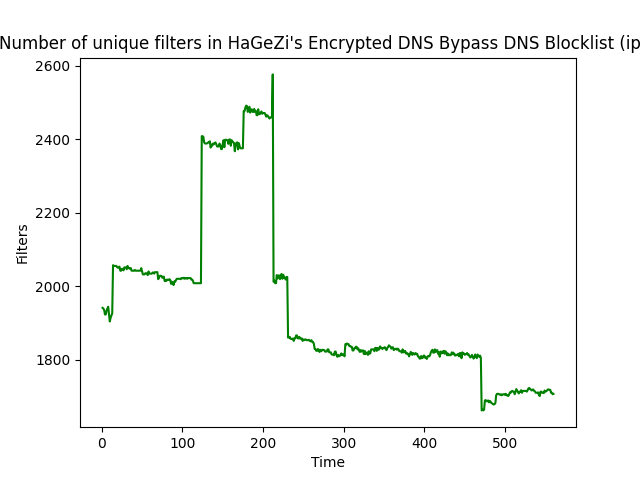 Number of unique filters in HaGeZi's Encrypted DNS Bypass DNS Blocklist (ip
2600
2400
2200
2000
1800
Filters
0 100 200 300 400 500
Time